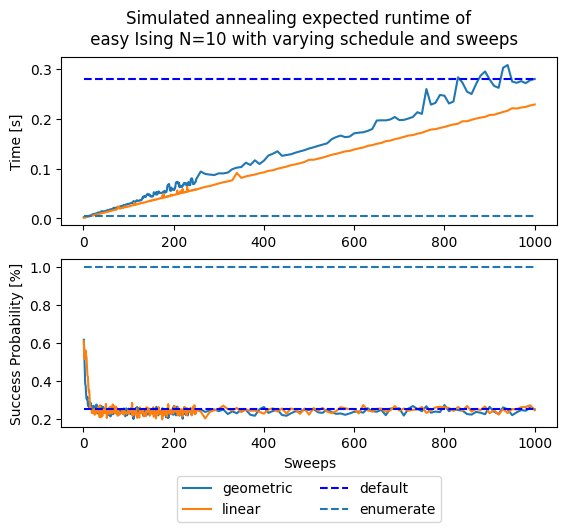 Simulated annealing expected runtime of
easy Ising N=10 with varying schedule and sweeps
Time [s]
0.3
0.2
0.1
0.0
0 200 400 600 800 1000
Success Probability [%]
1.0
0.8
0.6
0.4
0.2
0 200 400 600 800 1000
Sweeps
geometric default
linear enumerate